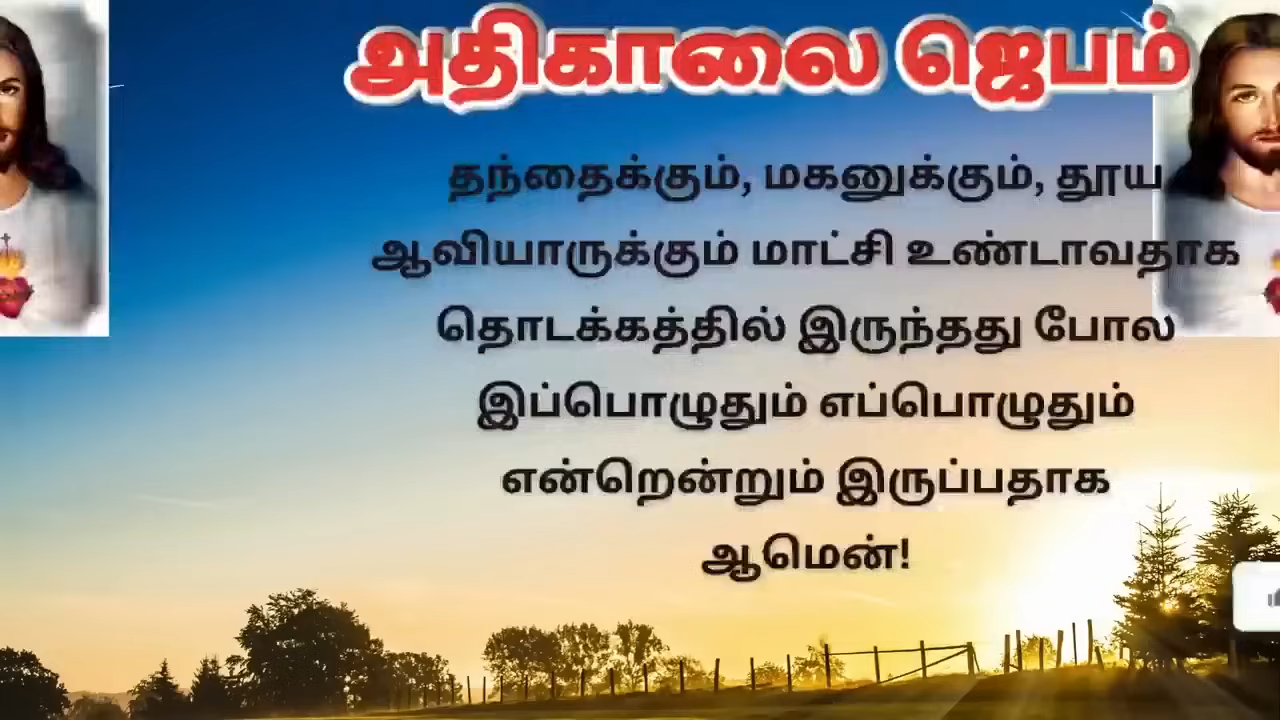 அதிகாலை ஜெபம்
தந்தைக்கும், மகனுக்கும், தூய
ஆவியாருக்கும் மாட்சி உண்டாவதாக
தொடக்கத்தில் இருந்தது போல
இப்பொழுதும் எப்பொழுதும்
என்றென்றும் இருப்பதாக
ஆமென்!